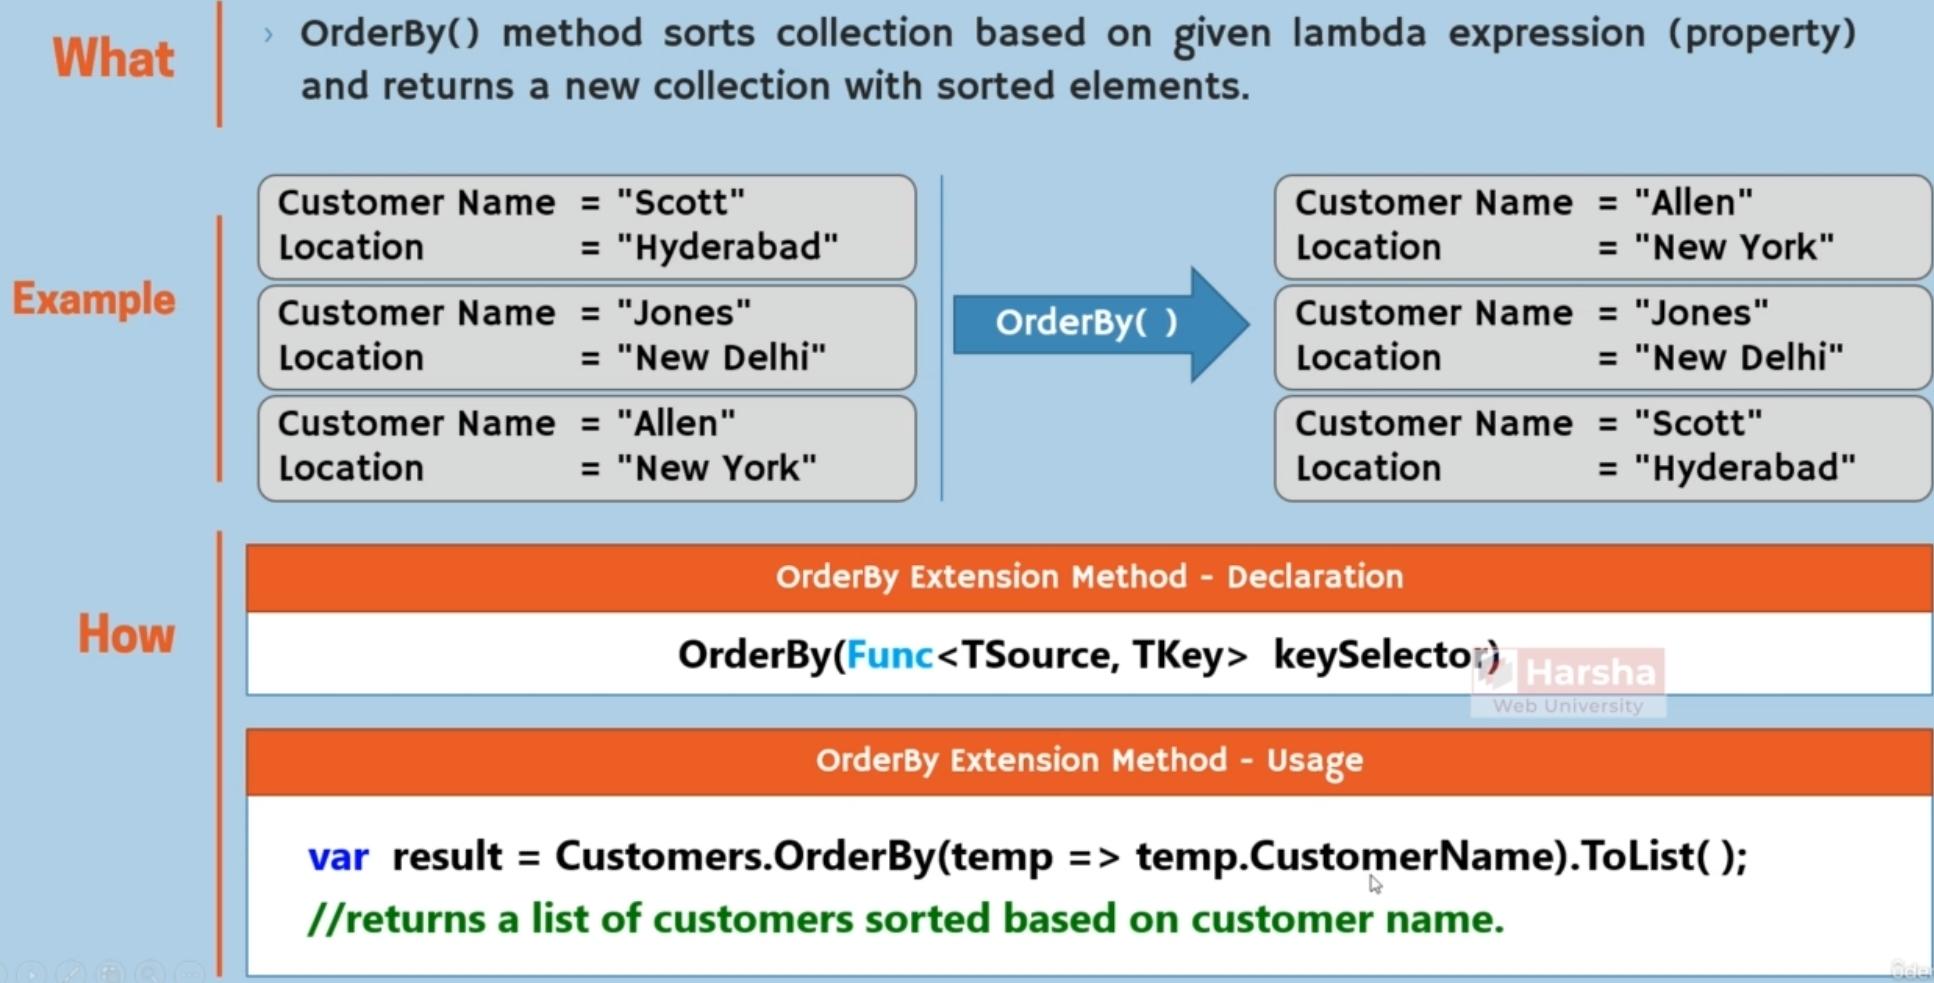 What
› OrderBy() method sorts collection based on given lambda expression (property)
and returns a new collection with sorted elements.
Example
Customer Name = "Scott"
Location = "Hyderabad"
Customer Name = "Jones"
Location = "New Delhi"
Customer Name = "Allen"
Location = "New York"
OrderBy( )
Customer Name = "Allen"
Location = "New York"
Customer Name = "Jones"
Location = "New Delhi"
Customer Name = "Scott"
Location = "Hyderabad"
How
OrderBy Extension Method - Declaration
OrderBy(Func<TSource, TKey> keySelector)
Harsha
Web University
OrderBy Extension Method - Usage
var result = Customers.OrderBy(temp => temp.CustomerName).ToList( );
//returns a list of customers sorted based on customer name.